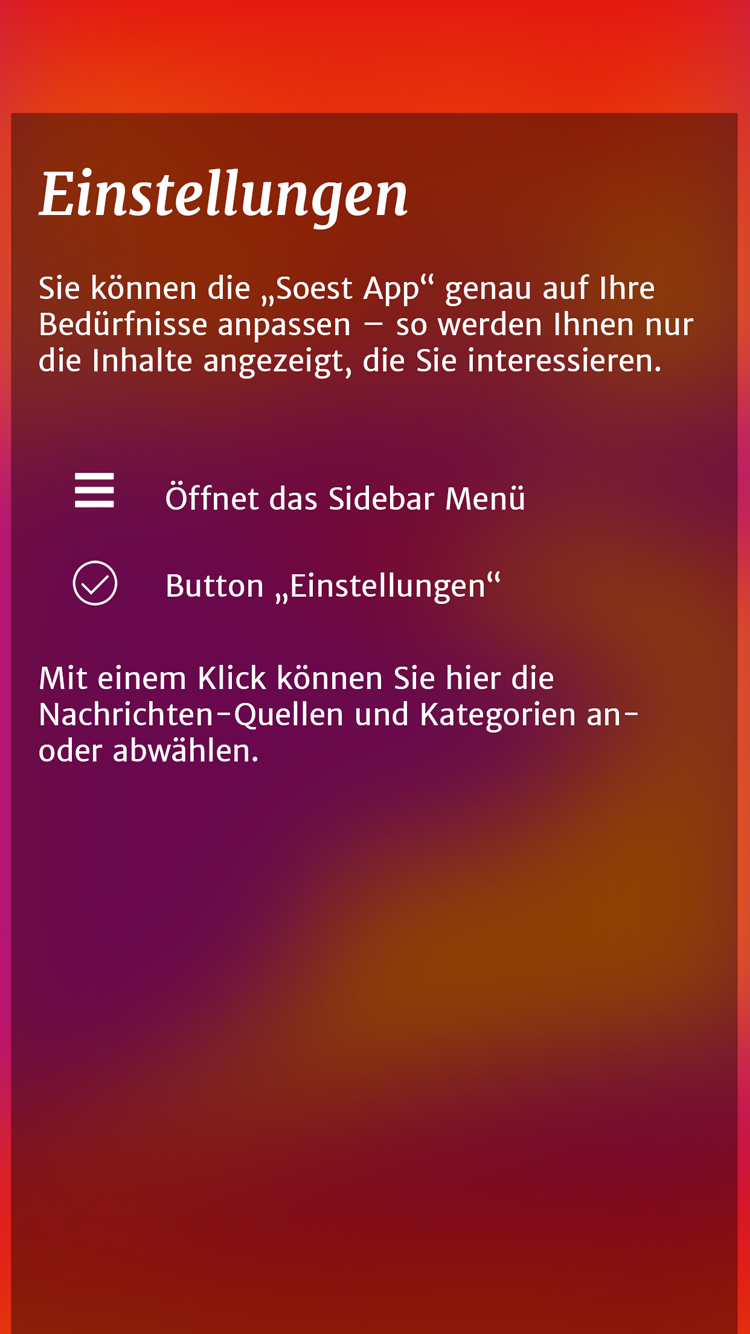 Einstellungen
Sie können die „Soest App“ genau auf Ihre
Bedürfnisse anpassen – so werden Ihnen nur
die Inhalte angezeigt, die Sie interessieren.
Öffnet das Sidebar Menü
Button „Einstellungen“
Mit einem Klick können Sie hier die
Nachrichten-Quellen und Kategorien an-
oder abwählen.